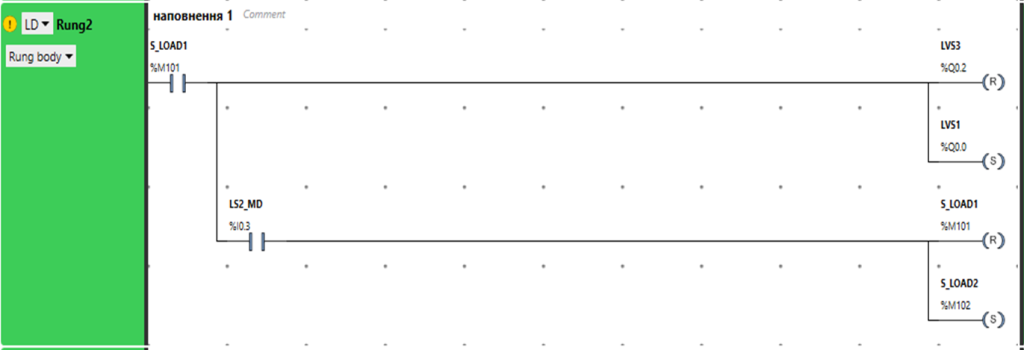 LD Rung2
Rung body
наповнення 1 Comment
S_LOAD1
%M101
LVS3
%Q0.2
R
LVS1
%Q0.0
S
LS2_MD
%I0.3
S_LOAD1
%M101
R
S_LOAD2
%M102
S